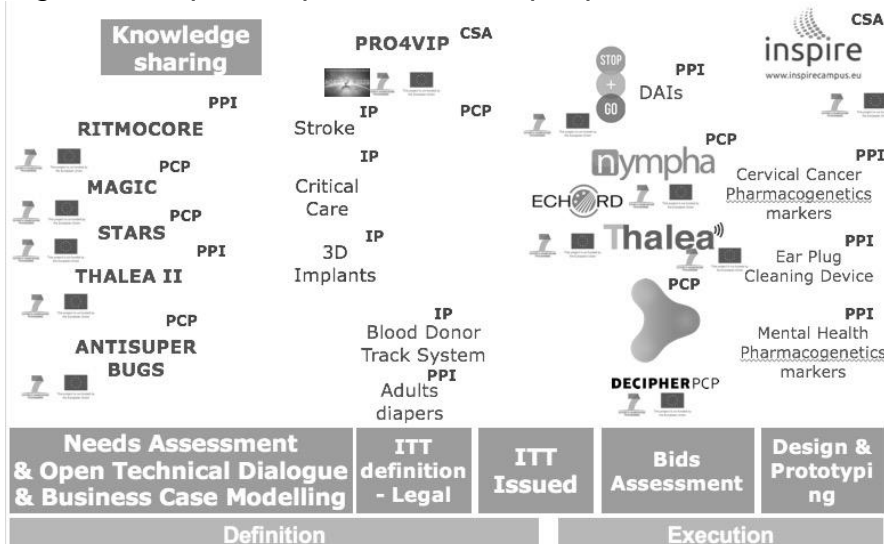 Knowledge
sharing
PPI
RITMOCORE
PCP
MAGIC
PCP
STARS
PPI
THALEA II
PCP
ANTISUPER
BUGS
CSA
PRO4VIP
IP
Stroke
PCP
IP
Critical
Care
IP
3D
Implants
IP
Blood Donor
Track System
PPI
Adults
diapers
STOP
+
GO
PPI
DAIs
PCP
nympha
ECHORD
Thalea
PCP
DECIPHERPCP
CSA
inspire
www.inspirecampus.eu
PPI
Cervical Cancer
Pharmacogenetics
markers
PPI
Ear Plug
Cleaning Device
PPI
Mental Health
Pharmacogenetics
markers
Needs Assessment
& Open Technical Dialogue
& Business Case Modelling
ITT
definition
- Legal
ITT
Issued
Bids
Assessment
Design &
Prototypi
ng
Definition
Execution